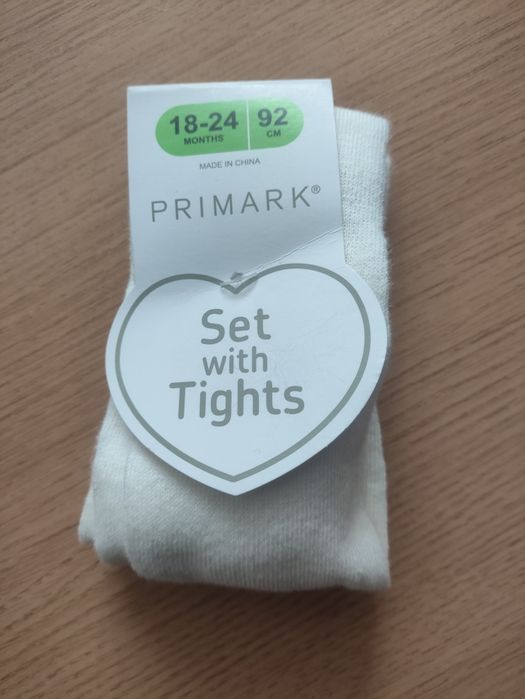 18-24 92
MONTHS CM
MADE IN CHINA
PRIMARK®
Set
with
Tights